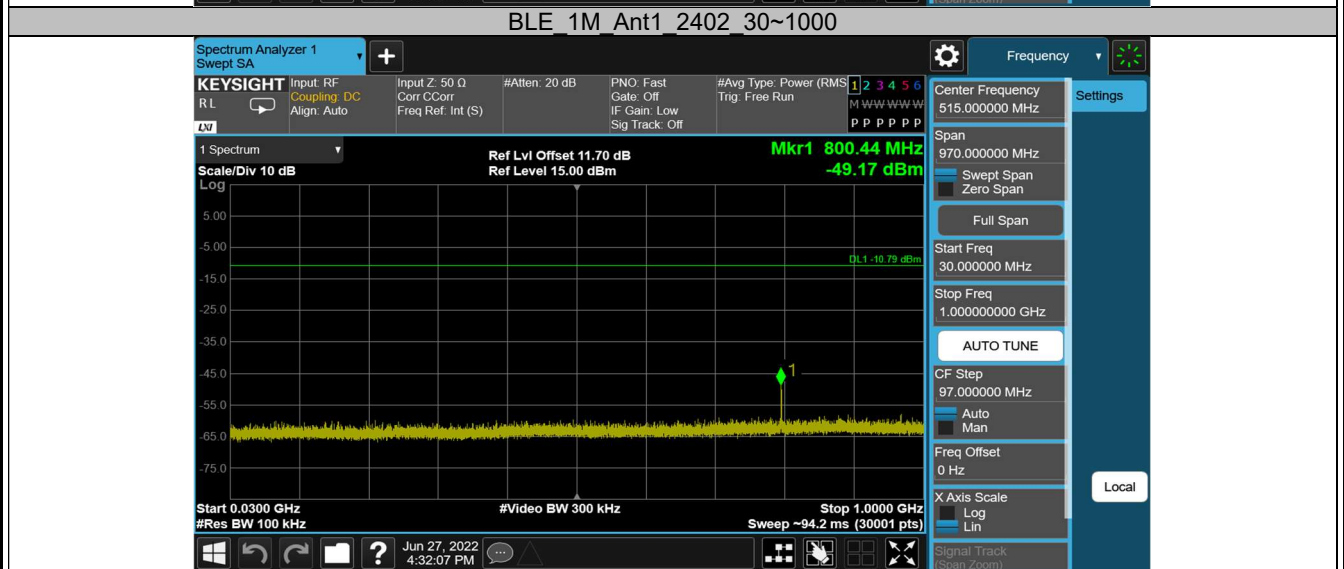 (Span Zoom)
BLE_1M_Ant1_2402_30~1000
Spectrum Analyzer 1
Swept SA
Frequency
KEYSIGHT
RL
LXI
Input: RF
Coupling: DC
Align: Auto
Input Z: 50 Ω
Corr CCorr
Freq Ref: Int (S)
#Atten: 20 dB
PNO: Fast
Gate: Off
IF Gain: Low
Sig Track: Off
#Avg Type: Power (RMS
Trig: Free Run
1 2 3 4 5 6
M W W W W W
P P P P P P
1 Spectrum
Scale/Div 10 dB
Log
Ref Lvl Offset 11.70 dB
Ref Level 15.00 dBm
Mkr1 800.44 MHz
-49.17 dBm
5.00
-5.00
DL1 -10.79 dBm
-15.0
-25.0
-35.0
-45.0
1
-55.0
-65.0
-75.0
Start 0.0300 GHz
#Res BW 100 kHz
#Video BW 300 kHz
Stop 1.0000 GHz
Sweep ~94.2 ms (30001 pts)
Jun 27, 2022
4:32:07 PM
Center Frequency
515.000000 MHz
Settings
Span
970.000000 MHz
Swept Span
Zero Span
Full Span
Start Freq
30.000000 MHz
Stop Freq
1.000000000 GHz
AUTO TUNE
CF Step
97.000000 MHz
Auto
Man
Freq Offset
0 Hz
X Axis Scale
Log
Lin
Local
Signal Track
(Span Zoom)